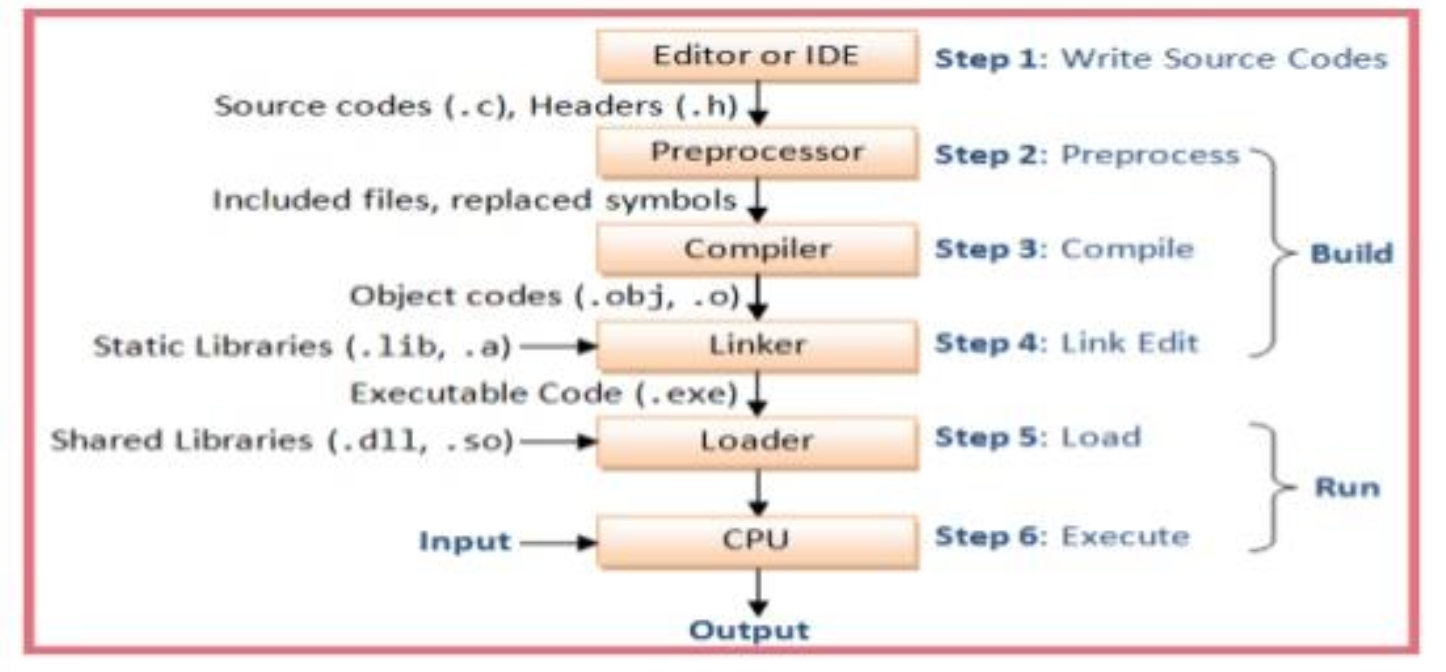 Editor or IDE
Step 1: Write Source Codes
Source codes (.c), Headers (.h)
Preprocessor
Step 2: Preprocess
Included files, replaced symbols
Compiler
Step 3: Compile
Build
Object codes (.obj, .o)
Static Libraries (.lib, .a)
Linker
Step 4: Link Edit
Executable Code (.exe)
Shared Libraries (.dll, .so)
Loader
Step 5: Load
Run
Input
CPU
Step 6: Execute
Output